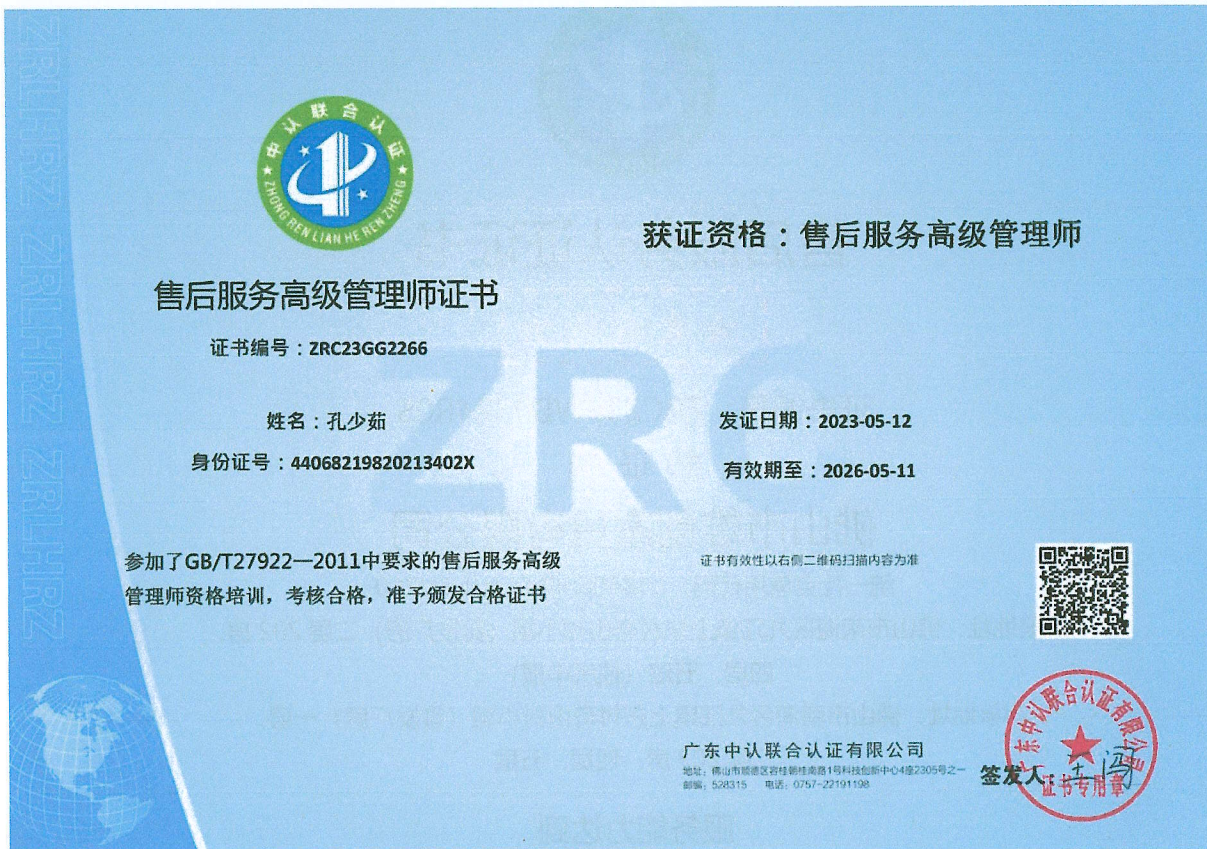 中认联合认证
ZHONG REN LIAN HE REN ZHENG
售后服务高级管理师证书
证书编号：ZRC23GG2266
姓名：孔少茹
身份证号：44068219820213402X
参加了GB/T27922—2011中要求的售后服务高级
管理师资格培训，考核合格，准予颁发合格证书
获证资格：售后服务高级管理师
发证日期：2023-05-12
有效期至：2026-05-11
证书有效性以右侧二维码扫描内容为准
广东中认联合认证有限公司
地址：佛山市顺德区容桂朝桂南路1号科技创新中心4座2305号之一
邮编：528315 电话：0757-22191198
签发人：
广东中认联合认证有限公司
证书专用章
ZRC
ZRLHRZ ZRLHRZ ZRLHRZ ZRLHRZ